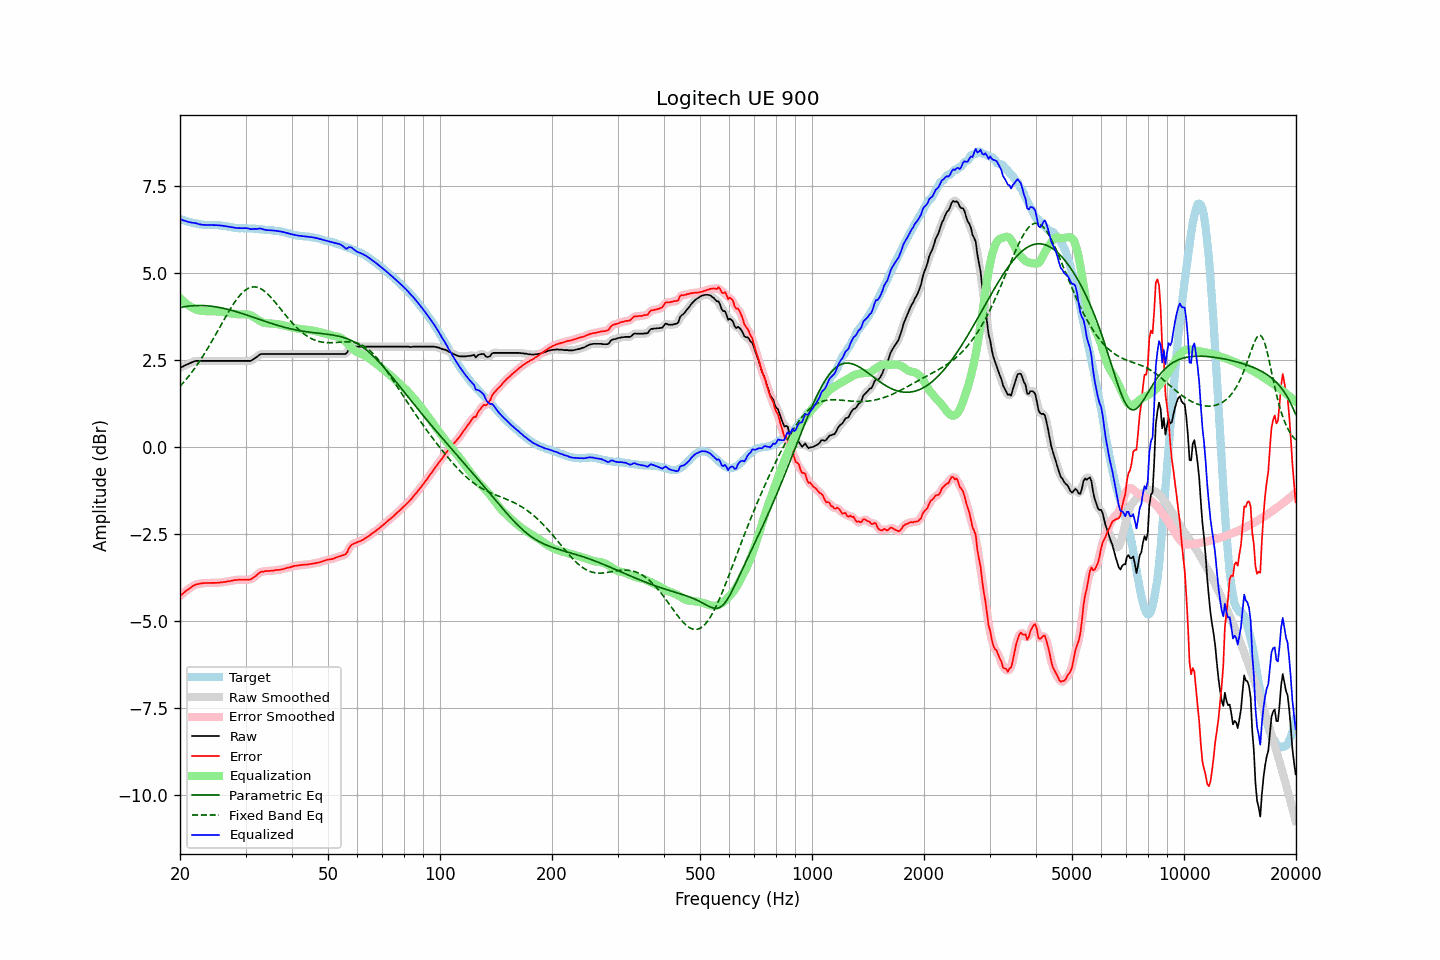 Logitech UE 900
Amplitude (dBr)
7.5
5.0
2.5
0.0
−2.5
−5.0
−7.5
−10.0
Target
Raw Smoothed
Error Smoothed
Raw
Error
Equalization
Parametric Eq
Fixed Band Eq
Equalized
20 50 100 200 500 1000 2000 5000 10000 20000
Frequency (Hz)